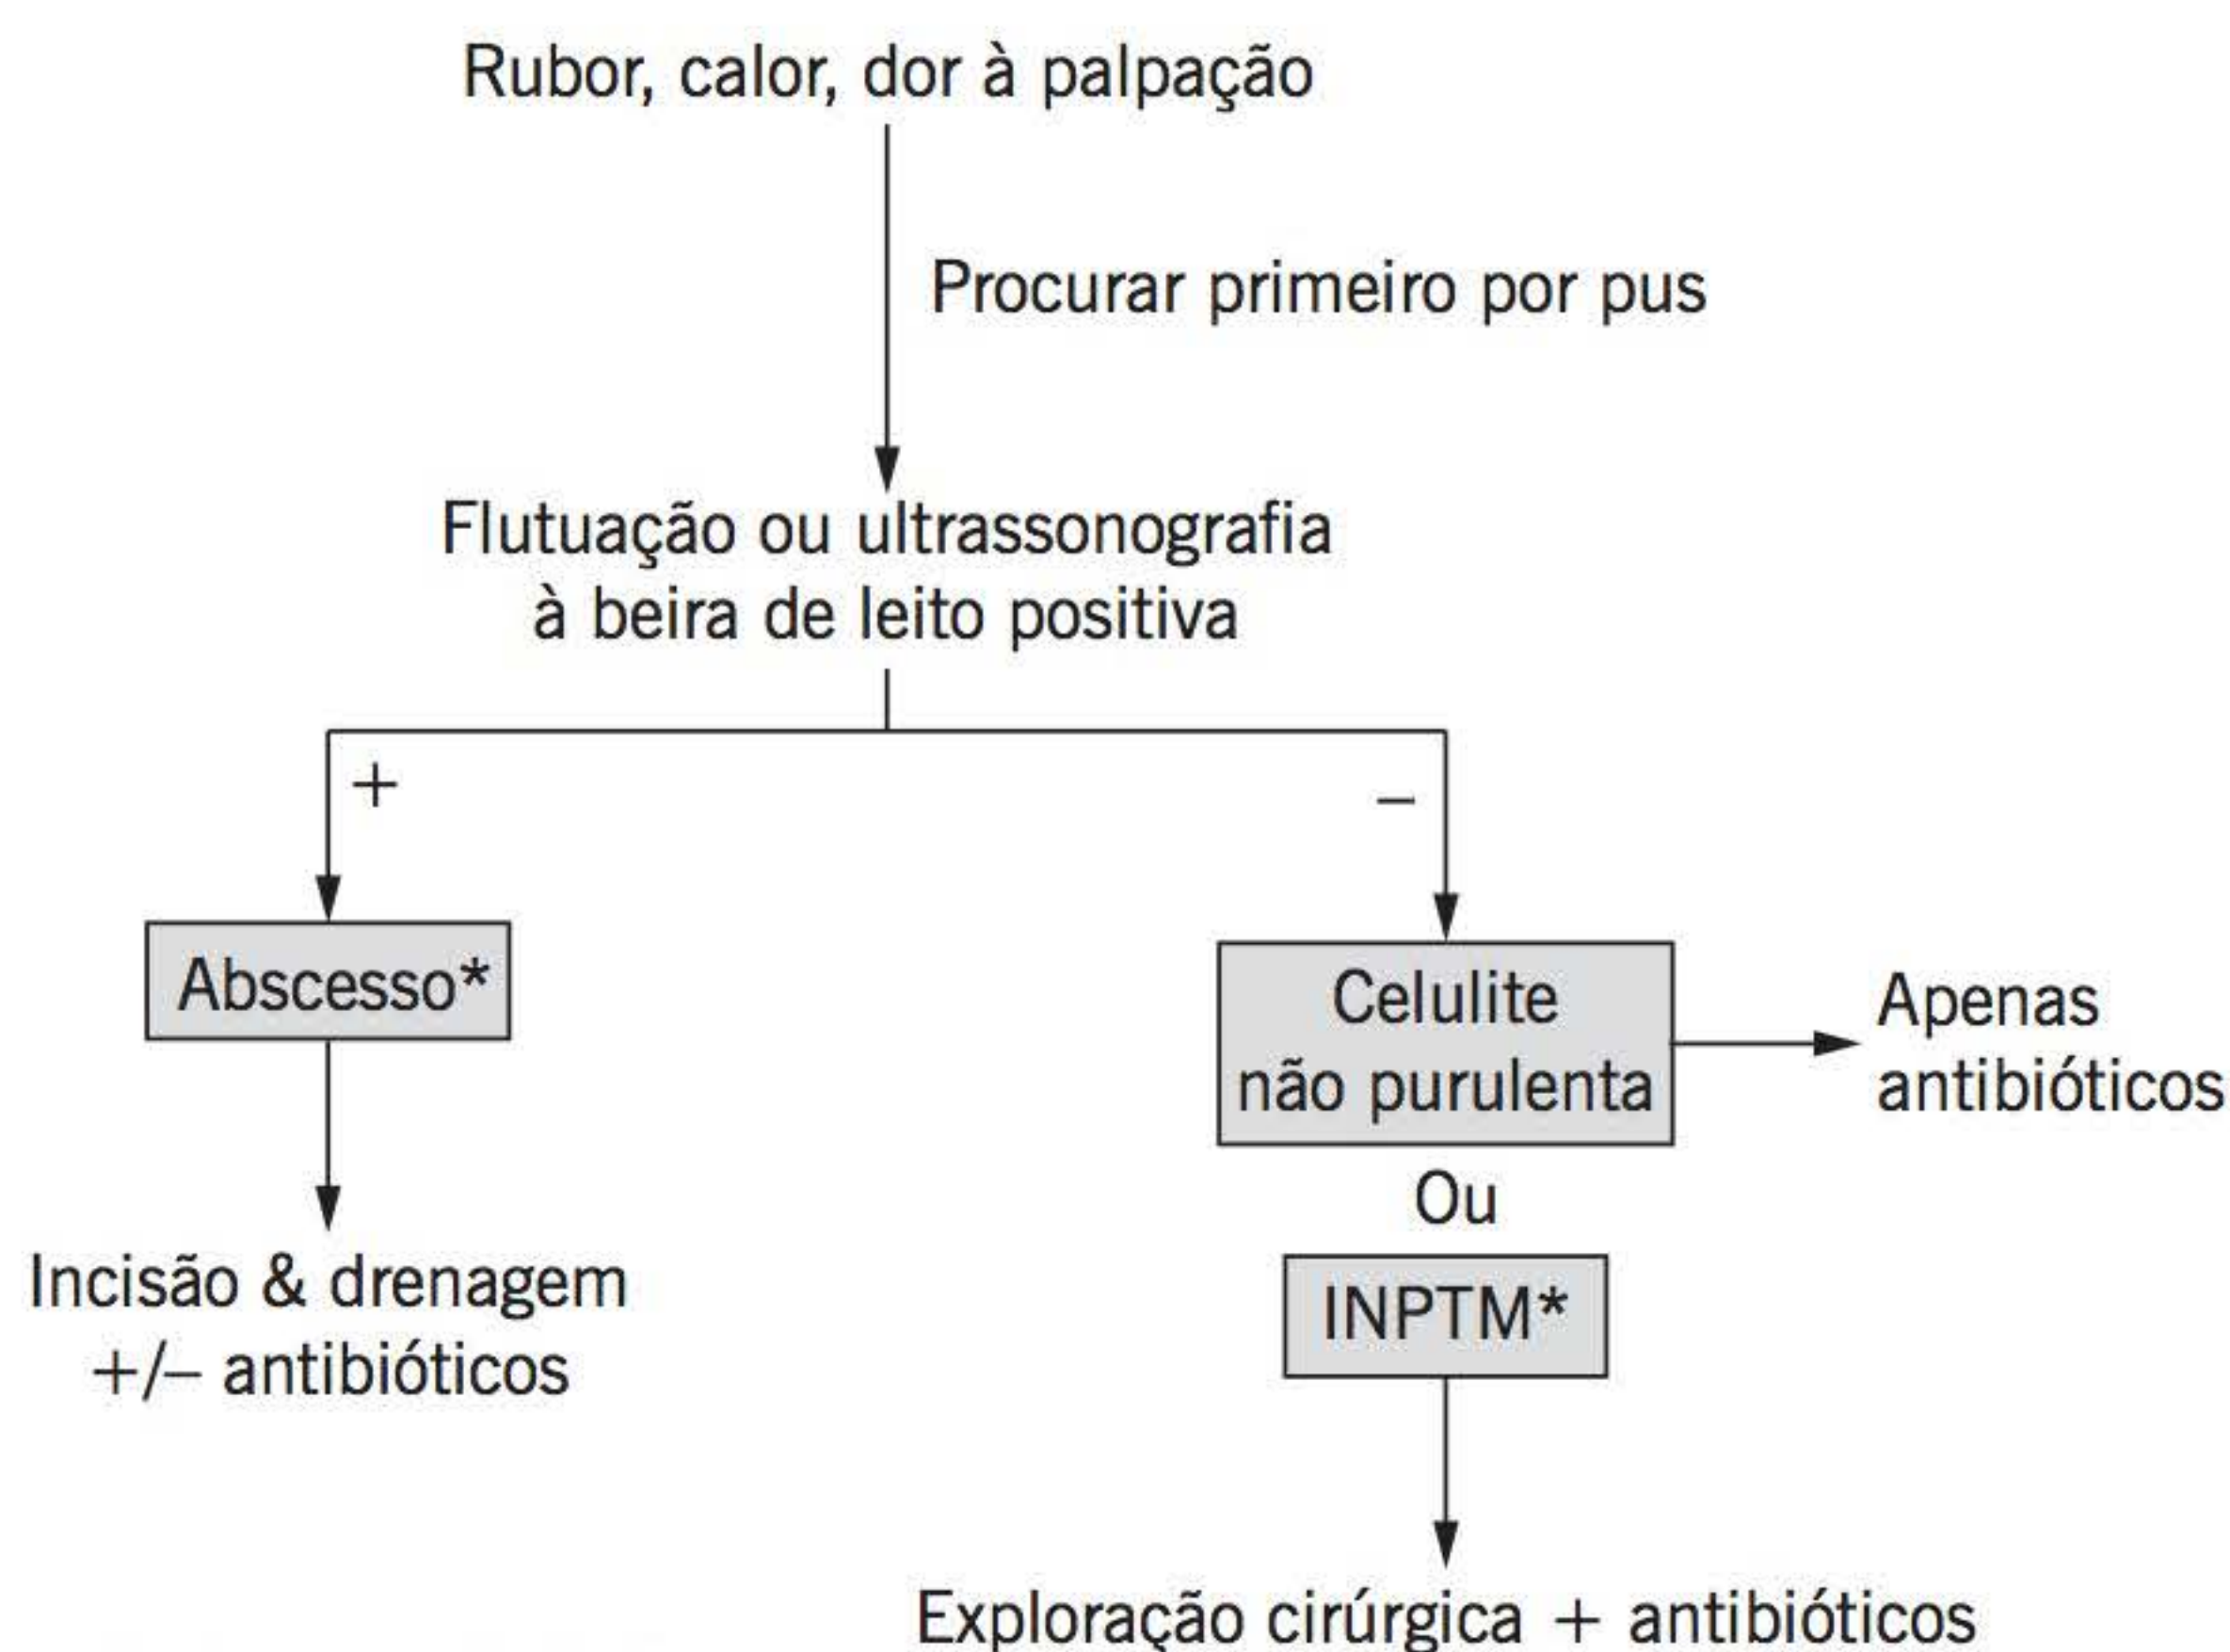 Rubor, calor, dor à palpação
Procurar primeiro por pus
Flutuação ou ultrassonografia
à beira de leito positiva
+
–
Abscesso*
Celulite
não purulenta
Apenas
antibióticos
Ou
INPTM*
Incisão & drenagem
+/– antibióticos
Exploração cirúrgica + antibióticos